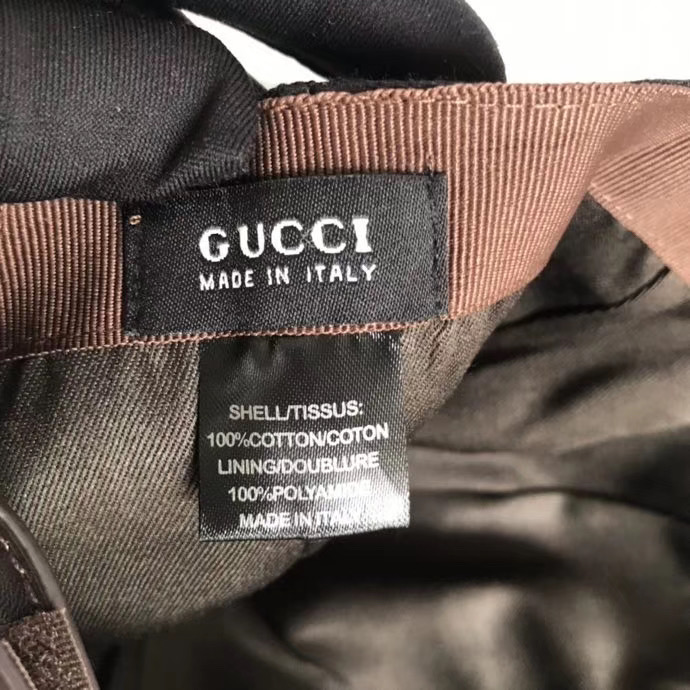 GUCCI
MADE IN ITALY
SHELL/TISSUS:
100%COTTON/COTON
LINING/DOUBLURE
100%POLYAMIDE
MADE IN ITALY